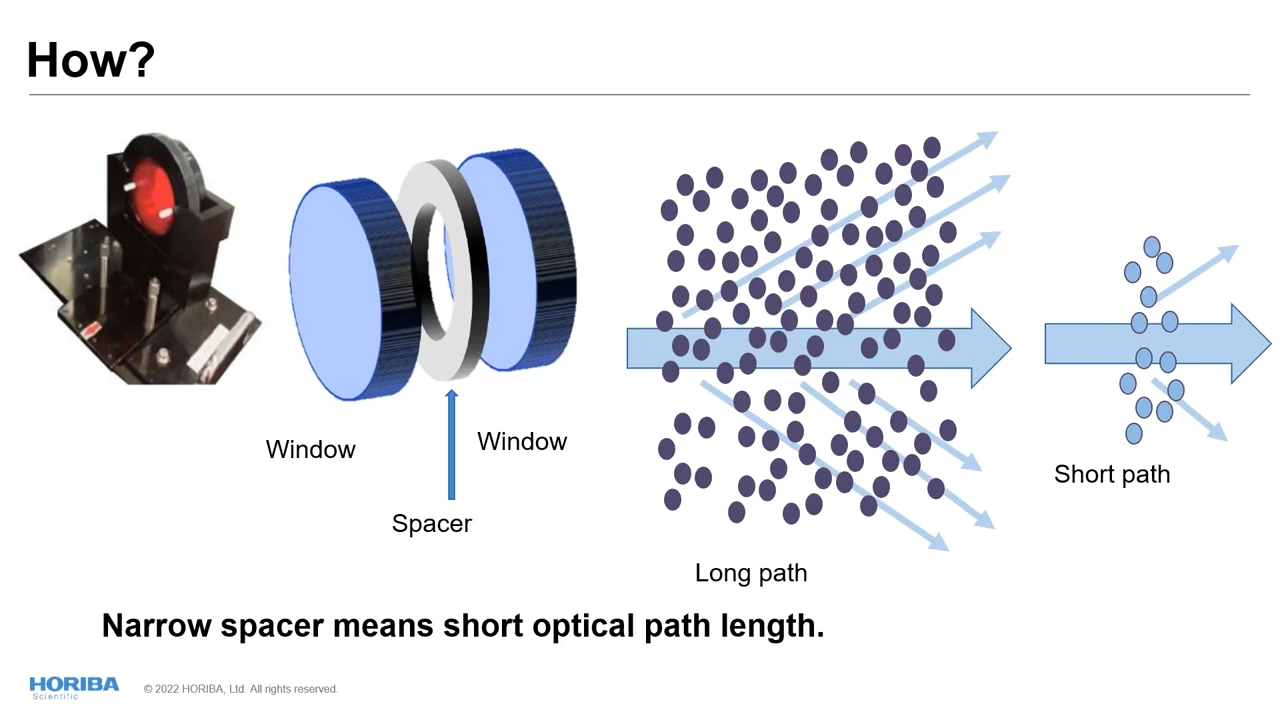 How?
Window
Window
Spacer
Long path
Short path
Narrow spacer means short optical path length.
HORIBA
Scientific
© 2022 HORIBA, Ltd. All rights reserved.